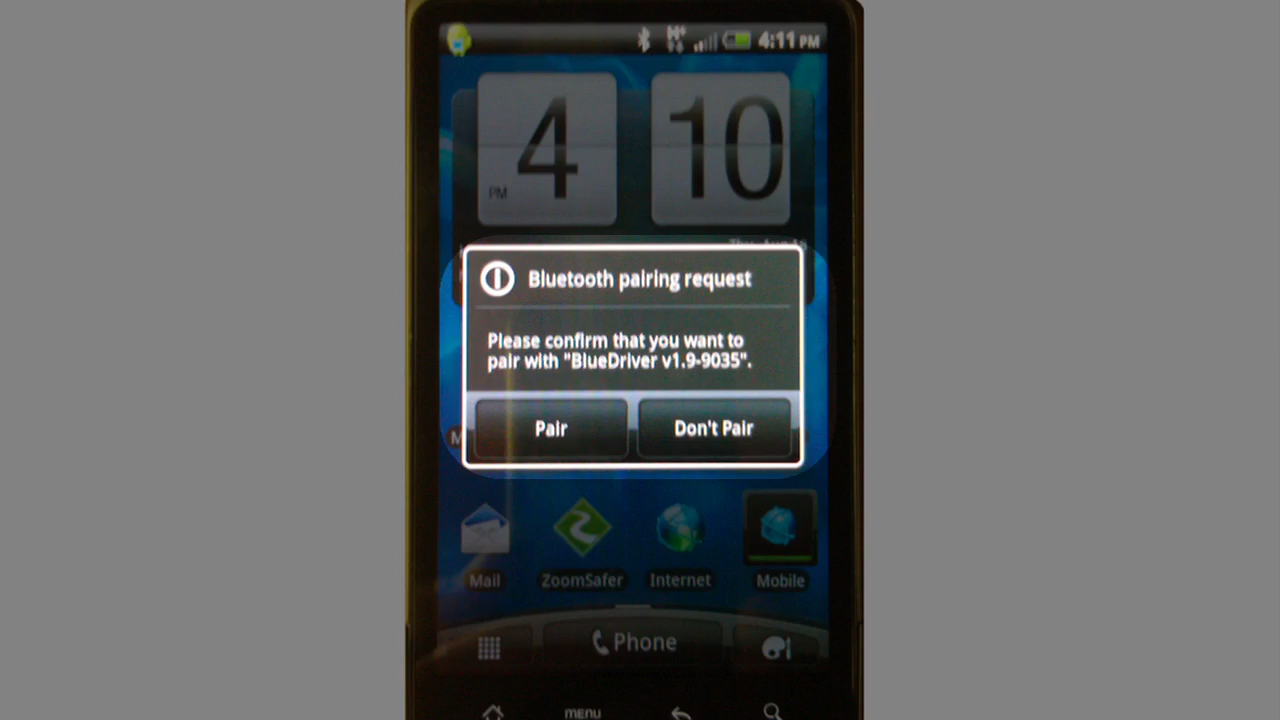 4:11 PM
4 10
PM
Bluetooth pairing request
Please confirm that you want to
pair with "BlueDriver v1.9-9035".
Pair Don't Pair
Mail ZoomSafer Internet Mobile
Phone
MENU